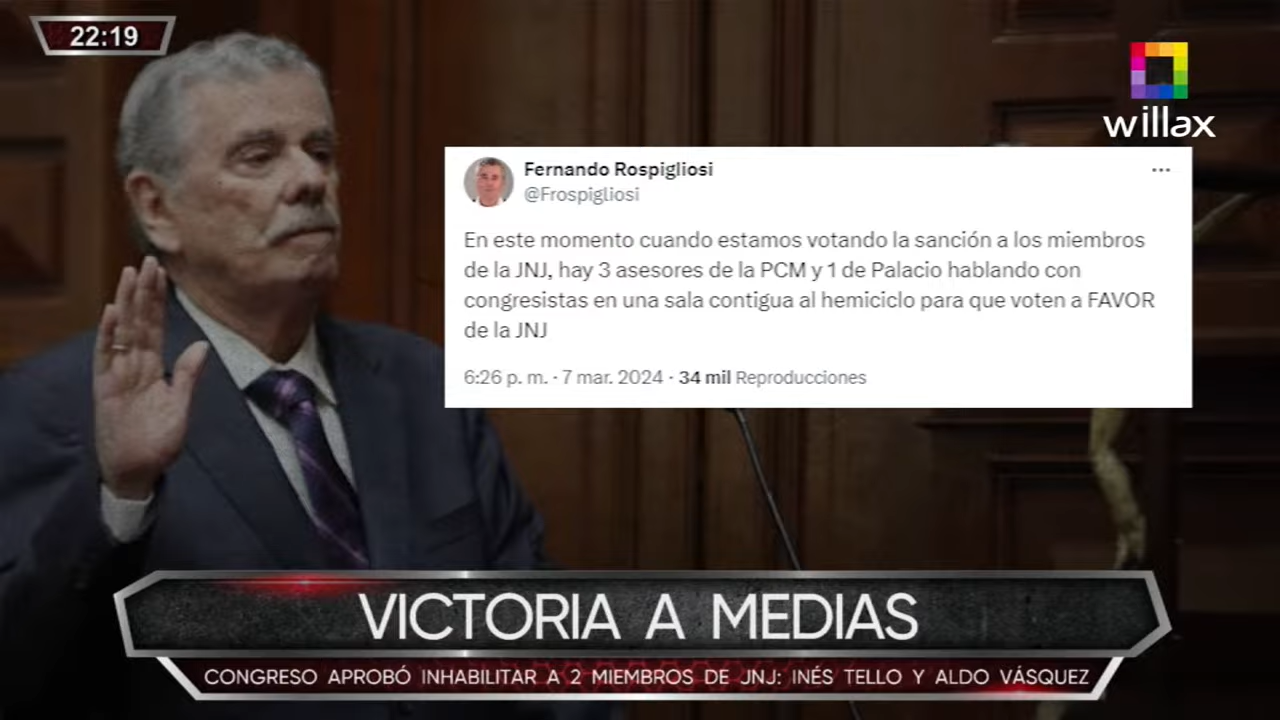 22:19
willax
Fernando Rospigliosi
@Frospigliosi
En este momento cuando estamos votando la sanción a los miembros
de la JNJ, hay 3 asesores de la PCM y 1 de Palacio hablando con
congresistas en una sala contigua al hemiciclo para que voten a FAVOR
de la JNJ
6:26 p. m. · 7 mar. 2024 · 34 mil Reproducciones
VICTORIA A MEDIAS
CONGRESO APROBÓ INHABILITAR A 2 MIEMBROS DE JNJ: INÉS TELLO Y ALDO VÁSQUEZ